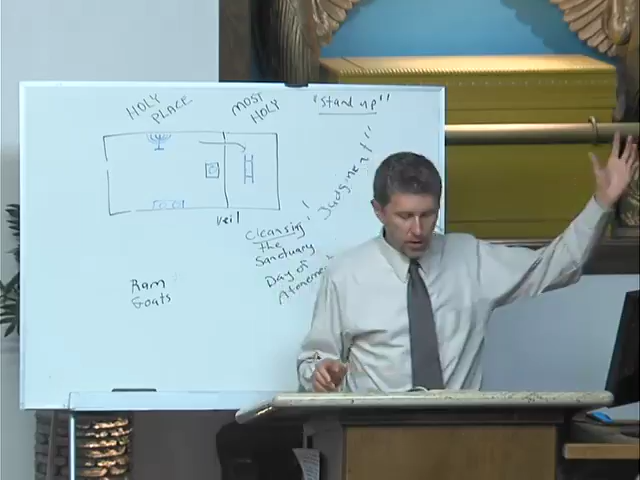 HOLY PLACE
MOST HOLY
"stand up"
Judgment"
veil
Cleansing
the
Sanctuary
Day of
Atonement
Ram
Goats